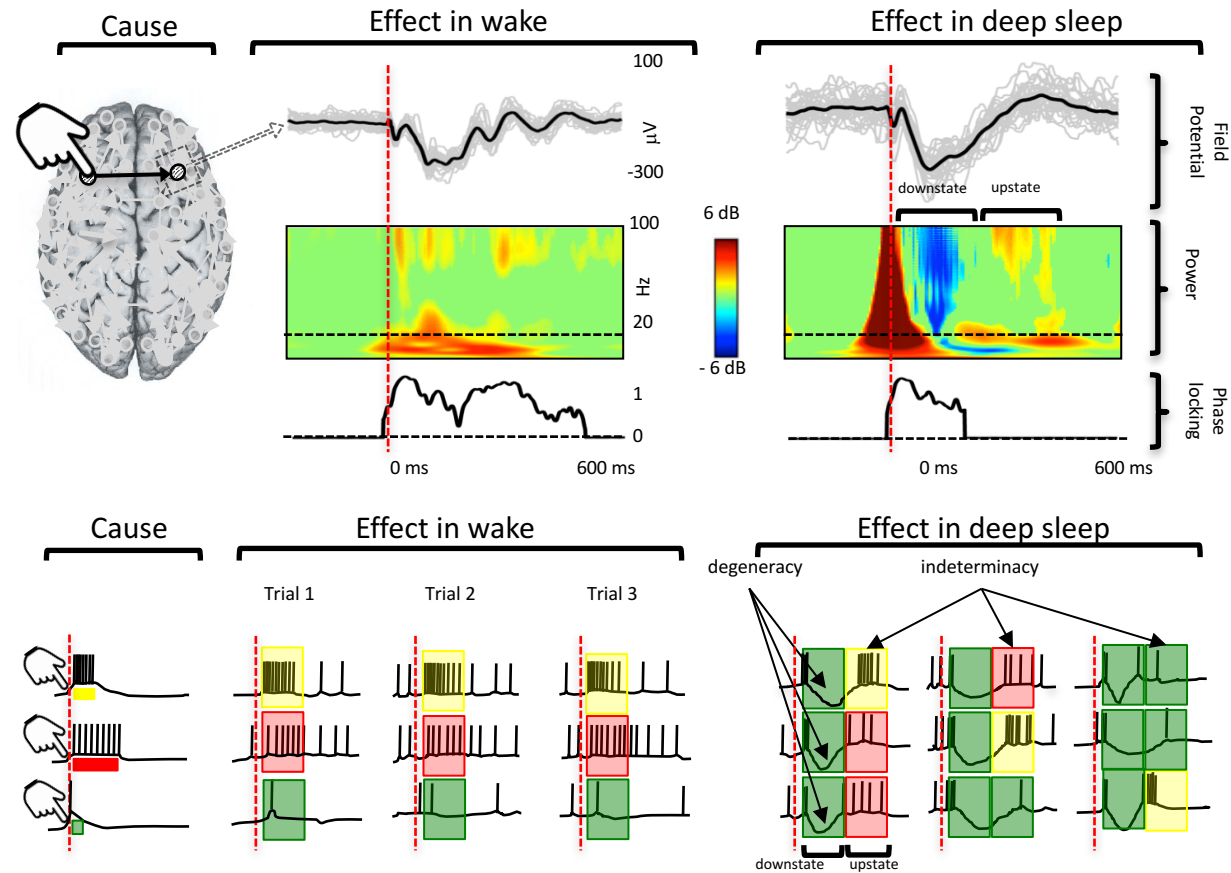 Cause
Effect in wake
Effect in deep sleep
100
μV
-300
Field
Potential
downstate
upstate
6 dB
100
Hz
20
- 6 dB
Power
1
0
Phase
locking
0 ms
600 ms
0 ms
600 ms
Cause
Effect in wake
Effect in deep sleep
degeneracy
indeterminacy
Trial 1
Trial 2
Trial 3
downstate
upstate